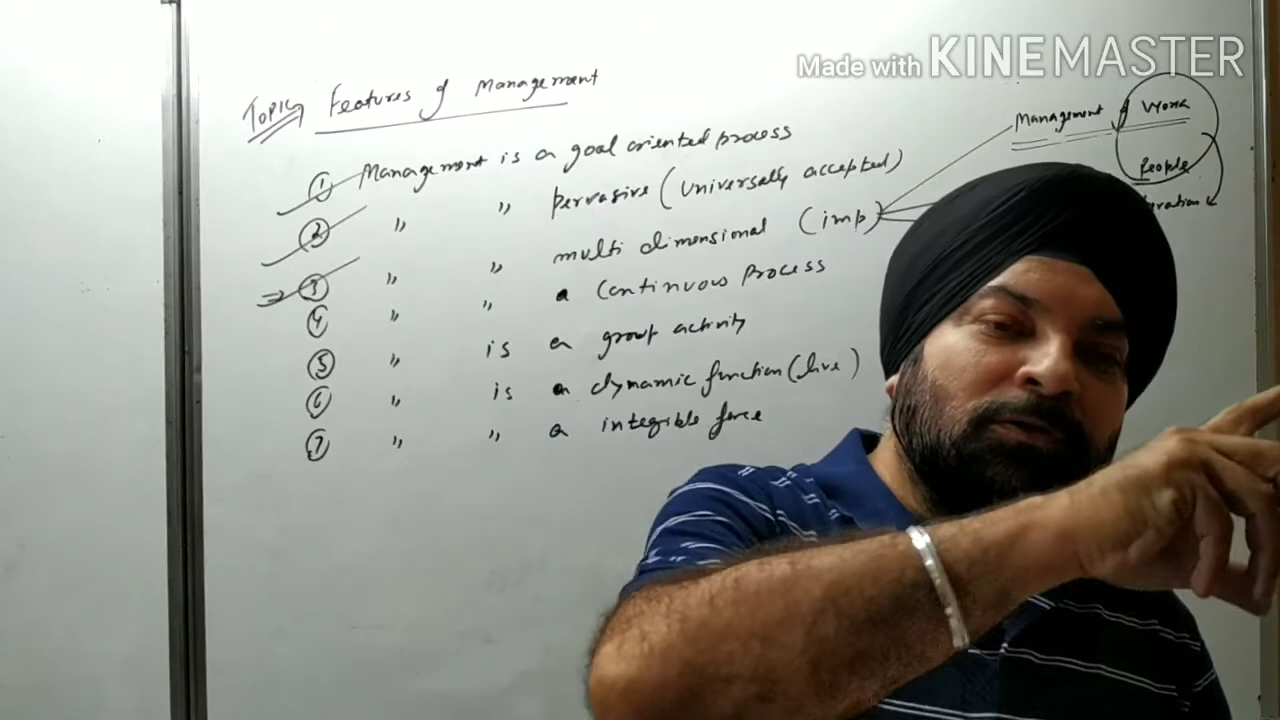 Made with KINEMASTER
TOPIC Features of Management
① Management is a goal oriented process
② " " pervasive (universally accepted)
③ " " multi dimensional (imp)
④ " " a continuous process
⑤ " is a group activity
⑥ " is a dynamic function (live)
⑦ " " a integible force
Management of Work
People
eration